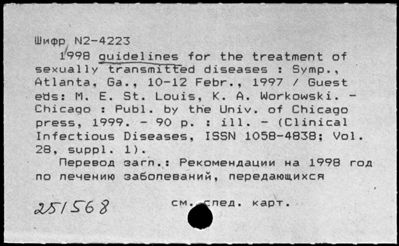 Шифр N2-4223
1998 guidelines for the treatment of
sexually transmitted diseases : Symp.,
Atlanta, Ga., 10-12 Febr., 1997 / Guest
eds: M. E. St. Louis, K. A. Workowski. -
Chicago : Publ. by the Univ. of Chicago
press, 1999. - 90 p. : ill. - (Clinical
Infectious Diseases, ISSN 1058-4838; Vol.
28, suppl. 1).
Перевод загл.: Рекомендации на 1998 год
по лечению заболеваний, передающихся
см. след. карт.
251568